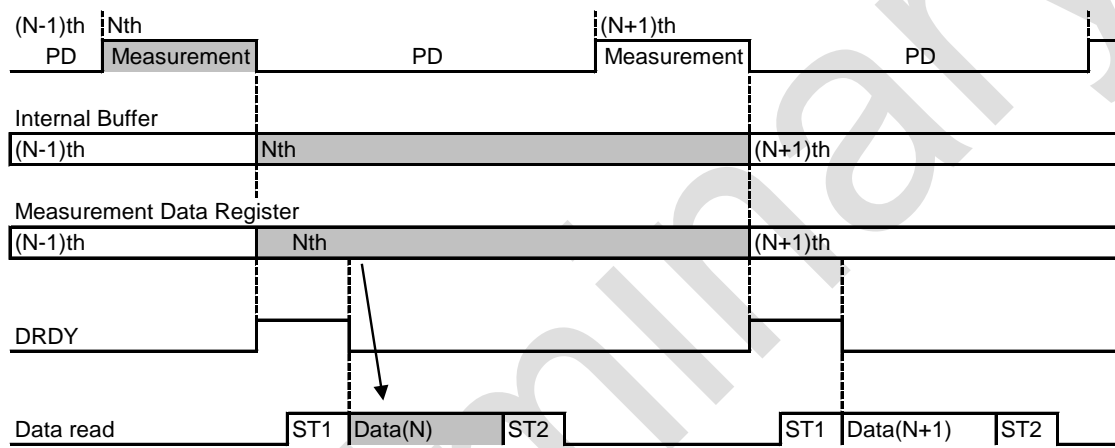 (N-1)th Nth (N+1)th
PD Measurement PD Measurement PD
Internal Buffer
(N-1)th Nth (N+1)th
Measurement Data Register
(N-1)th Nth (N+1)th
DRDY
Data read ST1 Data(N) ST2 ST1 Data(N+1) ST2